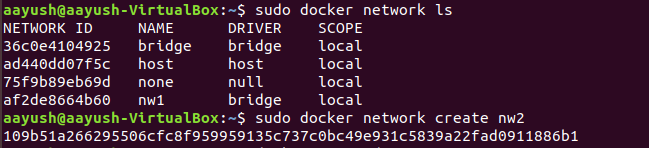 aayush@aayush-VirtualBox:~$ sudo docker network ls
NETWORK ID     NAME      DRIVER    SCOPE
36c0e4104925   bridge    bridge    local
ad440dd07f5c   host      host      local
75f9b89eb69d   none      null      local
af2de8664b60   nw1       bridge    local
aayush@aayush-VirtualBox:~$ sudo docker network create nw2
109b51a266295506cfc8f959959135c737c0bc49e931c5839a22fad0911886b1